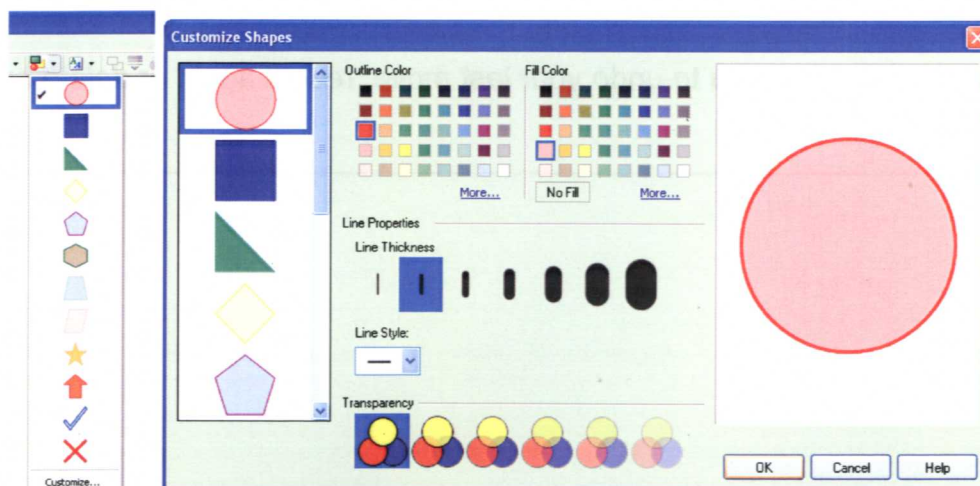 Customize Shapes
Outline Color
Fill Color
More...
No Fill
More...
Line Properties
Line Thickness
Line Style:
Transparency
OK
Cancel
Help
Customize...